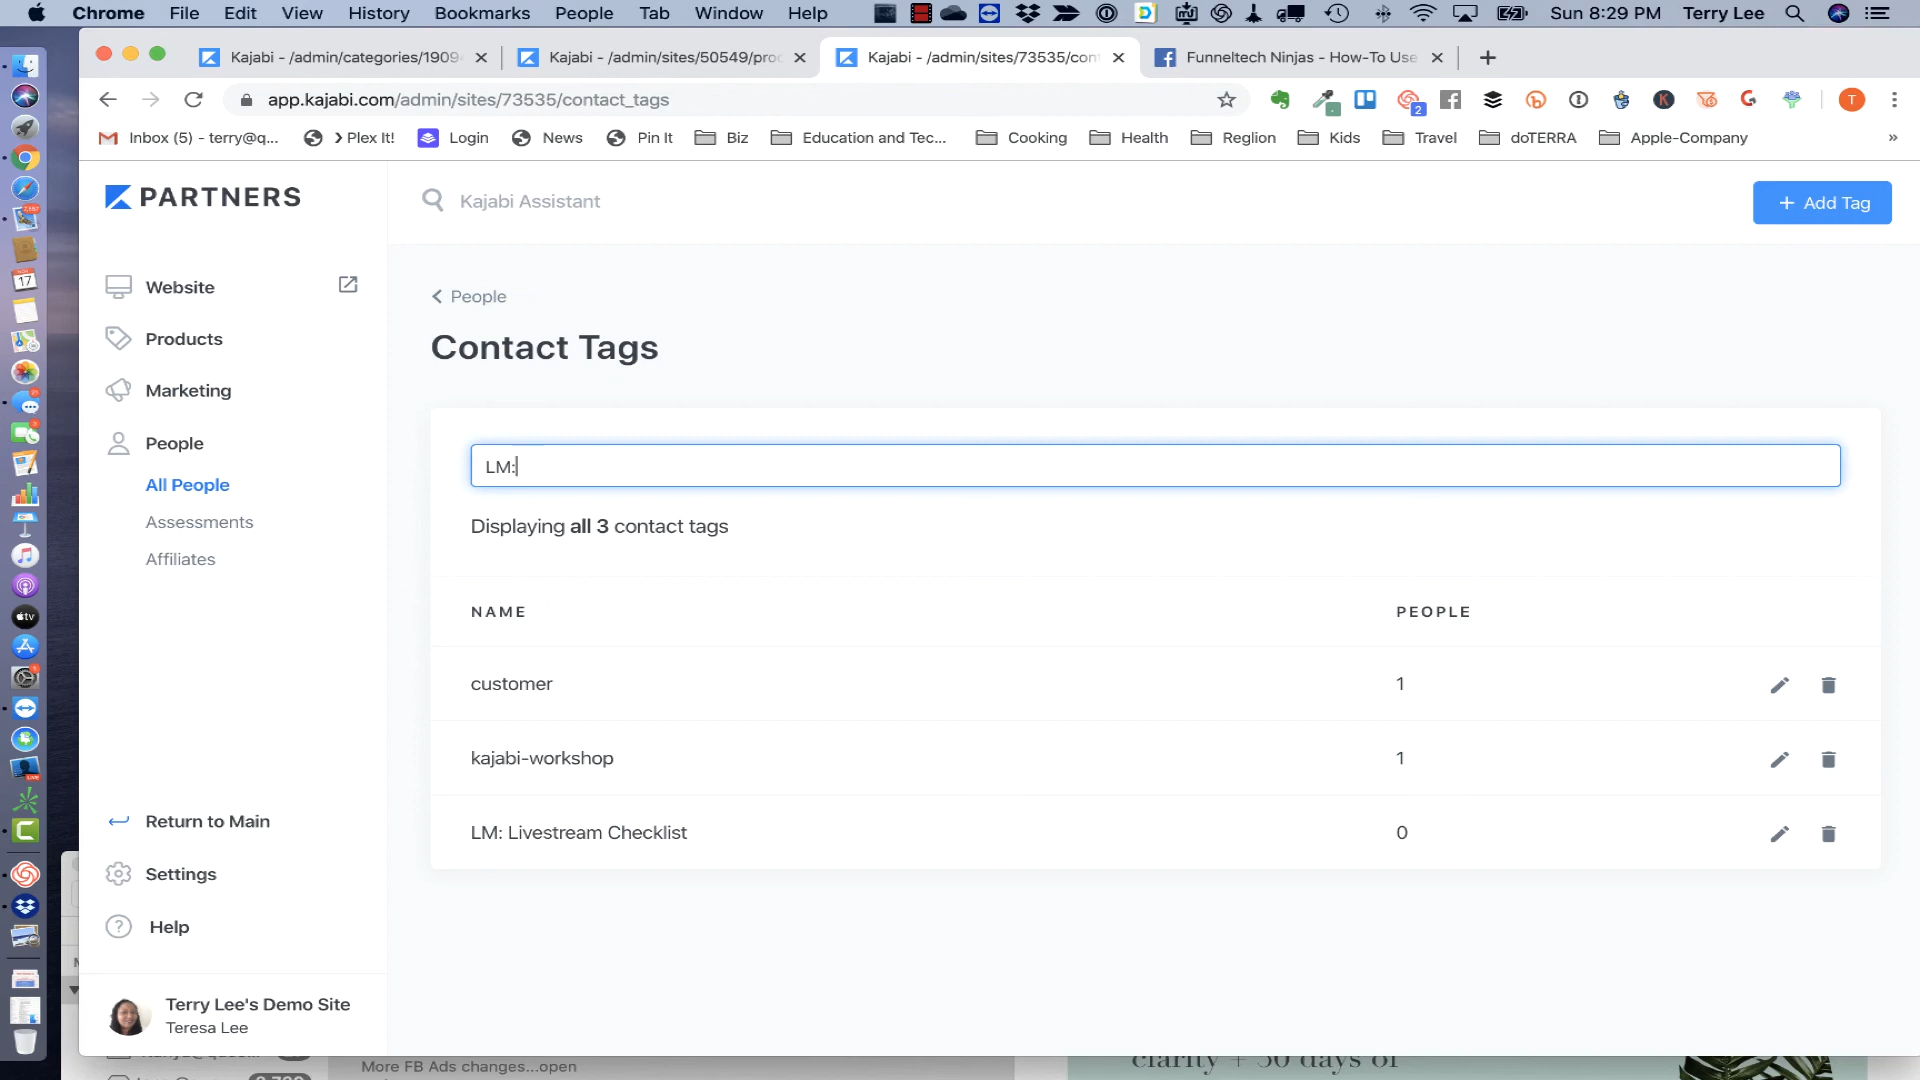 Chrome File Edit View History Bookmarks People Tab Window Help Sun 8:29 PM Terry Lee
Kajabi - /admin/categories/1909
Kajabi - /admin/sites/50549/proc
Kajabi - /admin/sites/73535/cont
Funneltech Ninjas - How-To Use
app.kajabi.com/admin/sites/73535/contact_tags
Inbox (5) - terry@q... Plex It! Login News Pin It Biz Education and Tec... Cooking Health Reglion Kids Travel doTERRA Apple-Company
PARTNERS
Kajabi Assistant
+ Add Tag
Website
Products
Marketing
People
All People
Assessments
Affiliates
Return to Main
Settings
Help
Terry Lee's Demo Site
Teresa Lee
People
Contact Tags
LM:
Displaying all 3 contact tags
NAME PEOPLE
customer 1
kajabi-workshop 1
LM: Livestream Checklist 0
More FB Ads changes...open
clarity + 30 days of